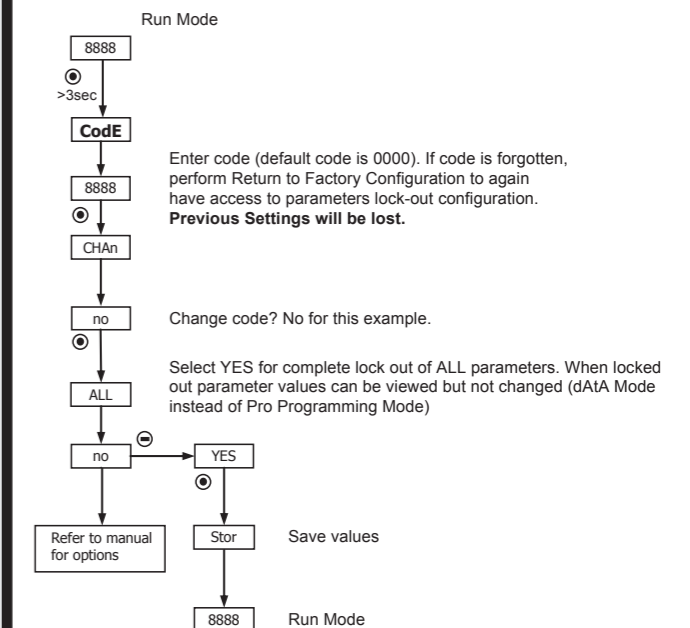 Run Mode
8888
>3sec
CodE
Enter code (default code is 0000). If code is forgotten,
perform Return to Factory Configuration to again
have access to parameters lock-out configuration.
Previous Settings will be lost.
8888
CHAn
no
Change code? No for this example.
Select YES for complete lock out of ALL parameters. When locked
out parameter values can be viewed but not changed (dAtA Mode
instead of Pro Programming Mode)
ALL
no
YES
Refer to manual
for options
Stor
Save values
8888
Run Mode